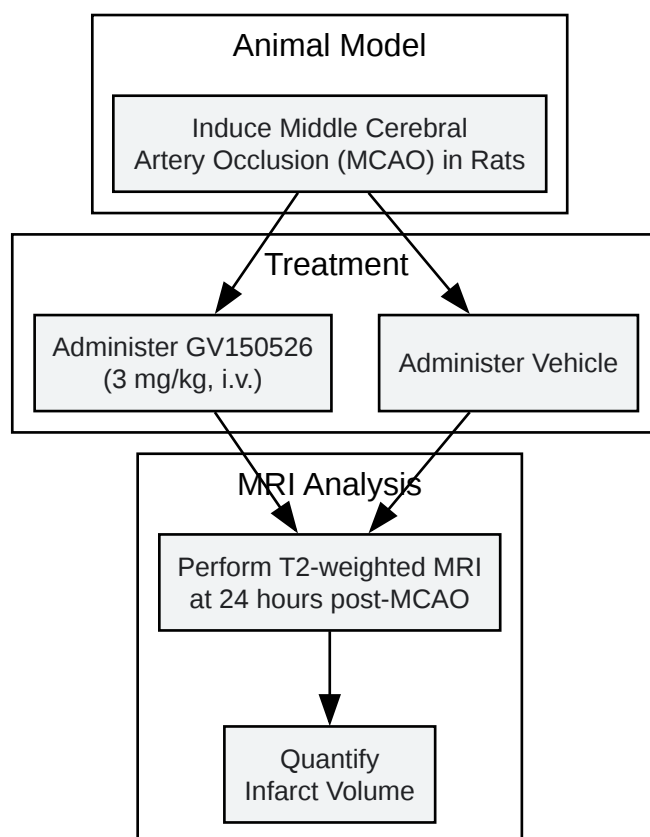 Animal Model
Induce Middle Cerebral
Artery Occlusion (MCAO) in Rats
Treatment
Administer GV150526
(3 mg/kg, i.v.)
Administer Vehicle
MRI Analysis
Perform T2-weighted MRI
at 24 hours post-MCAO
Quantify
Infarct Volume